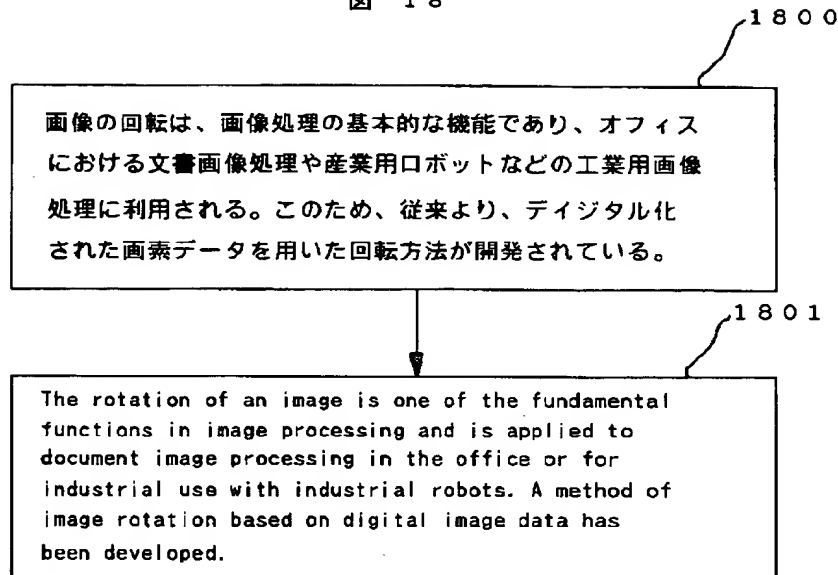 図 18
1800
画像の回転は、画像処理の基本的な機能であり、オフィス
における文書画像処理や産業用ロボットなどの工業用画像
処理に利用される。このため、従来より、デイジタル化
された画素データを用いた回転方法が開発されている。
1801
The rotation of an image is one of the fundamental
functions in image processing and is applied to
document image processing in the office or for
industrial use with industrial robots. A method of
image rotation based on digital image data has
been developed.